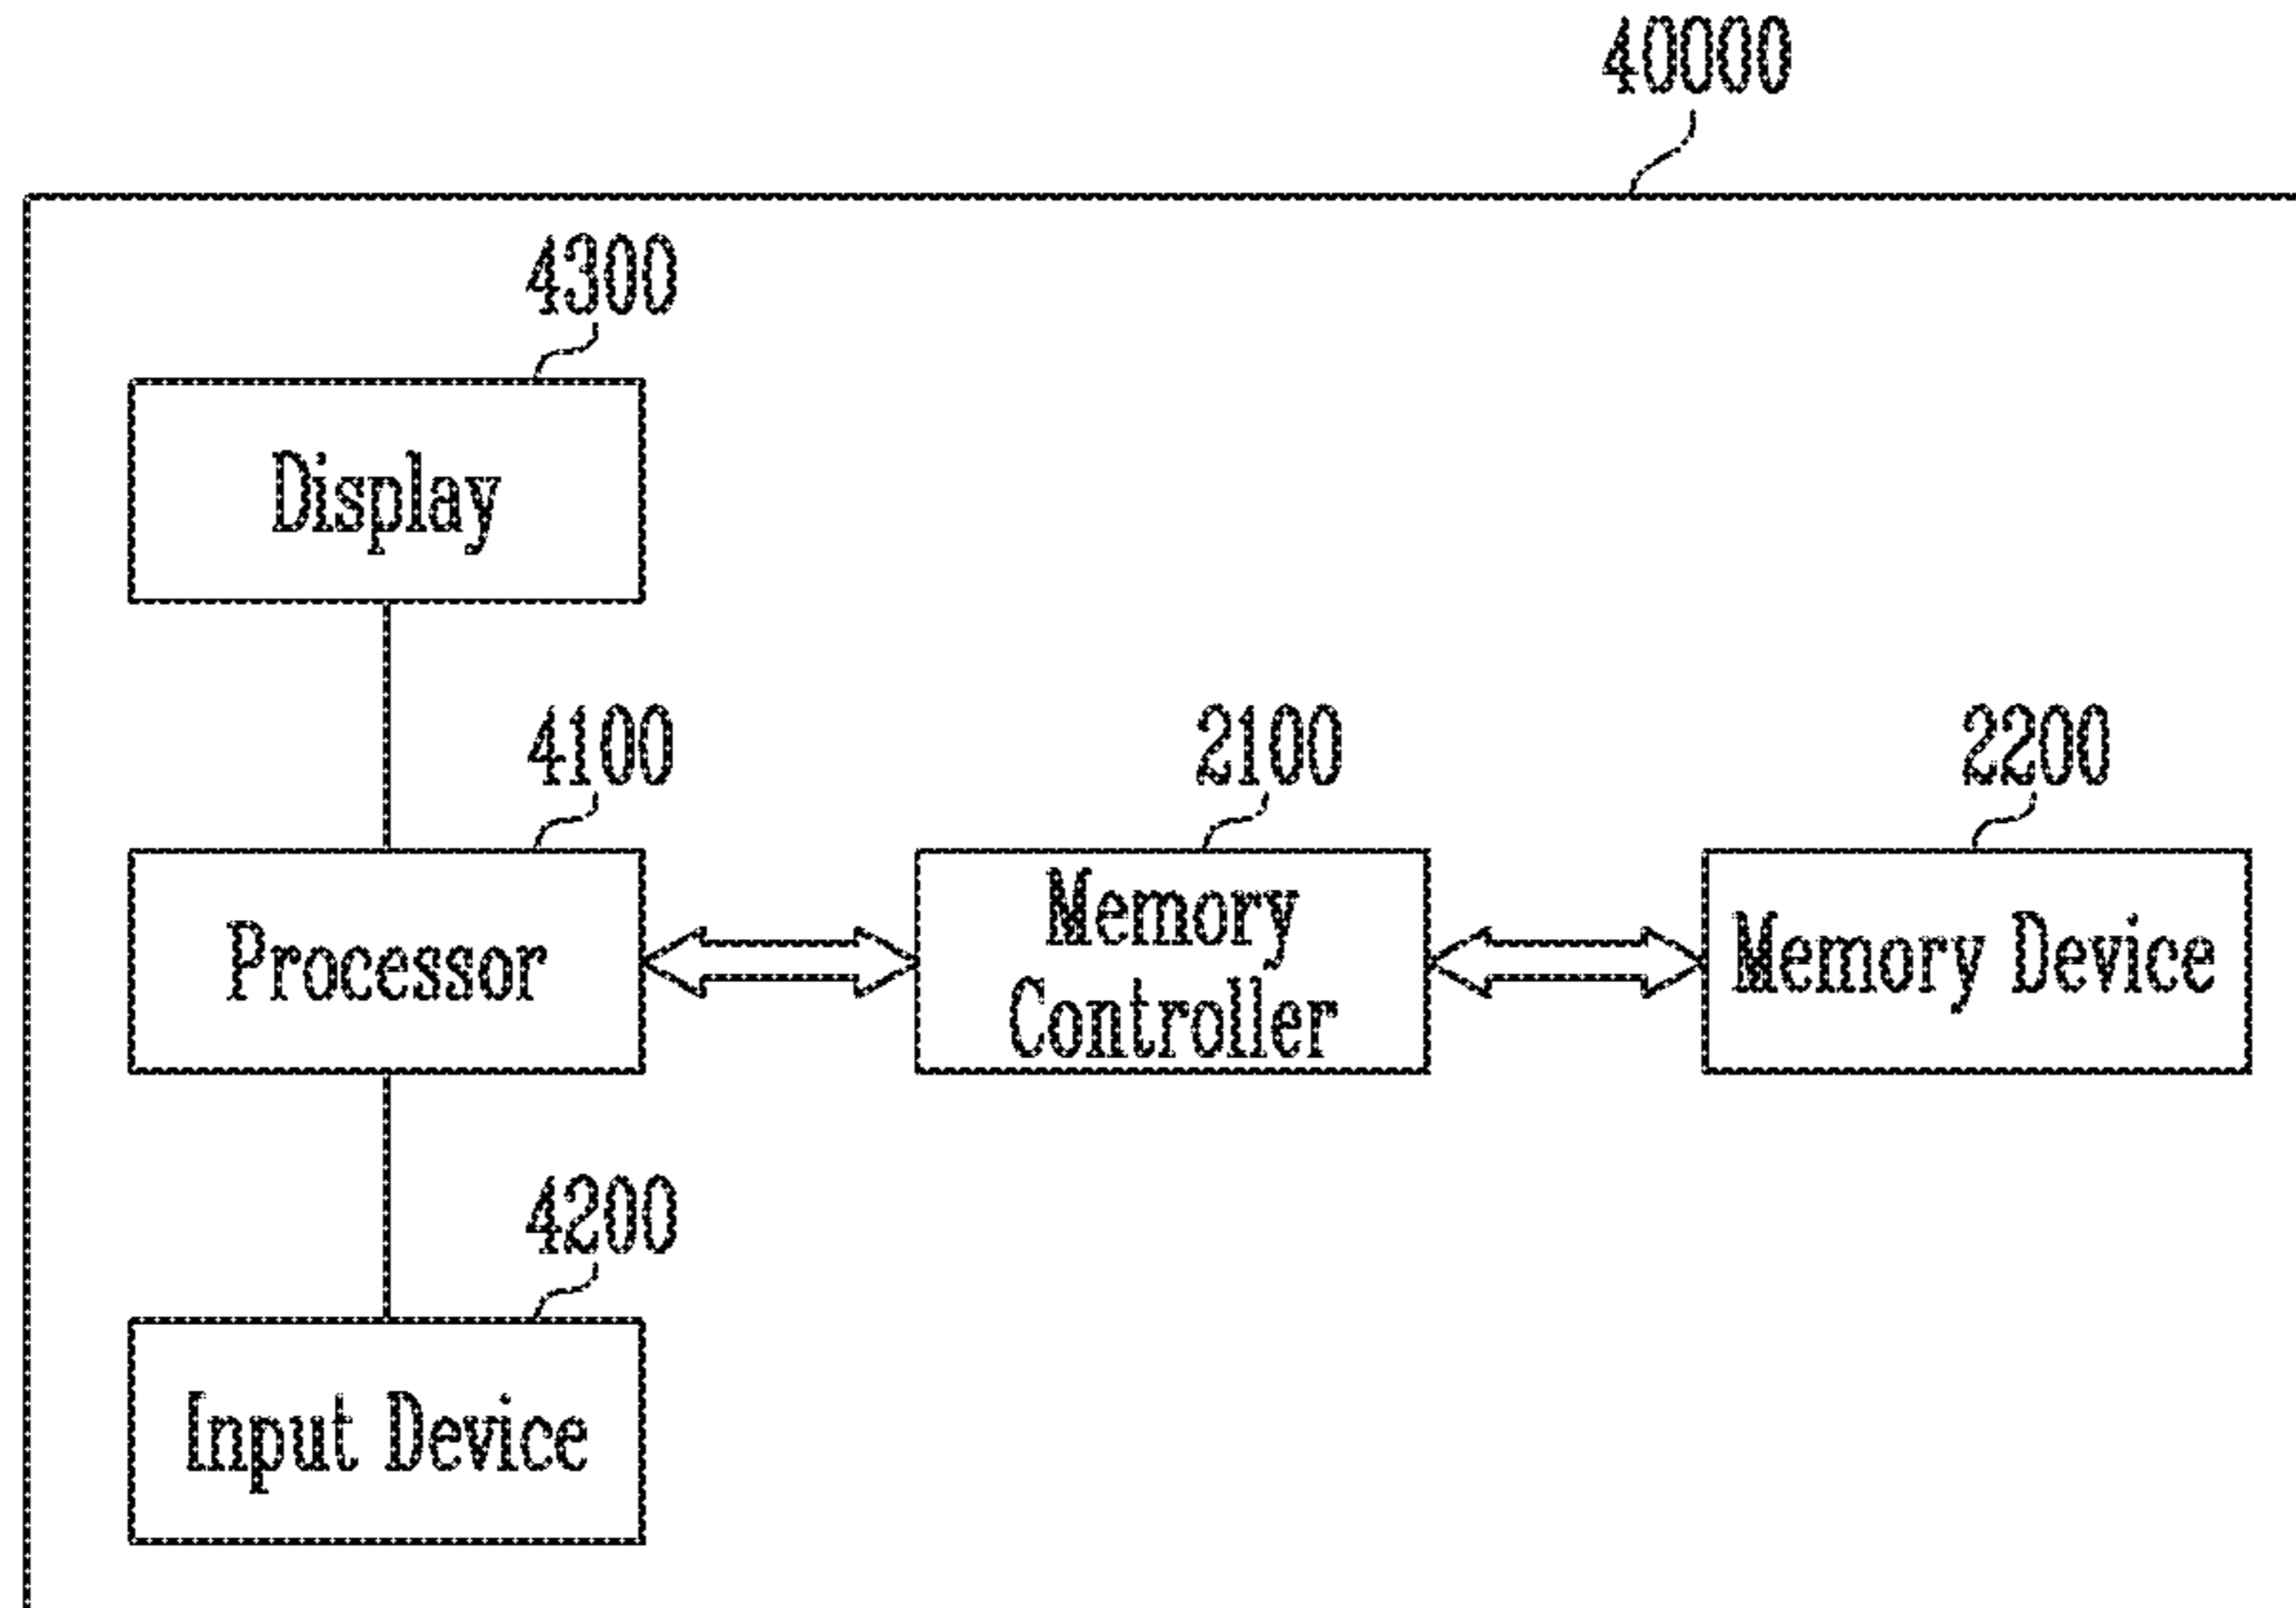 40000
4300
Display
4100
2100
2200
Processor
Memory
Controller
Memory Device
4200
Input Device